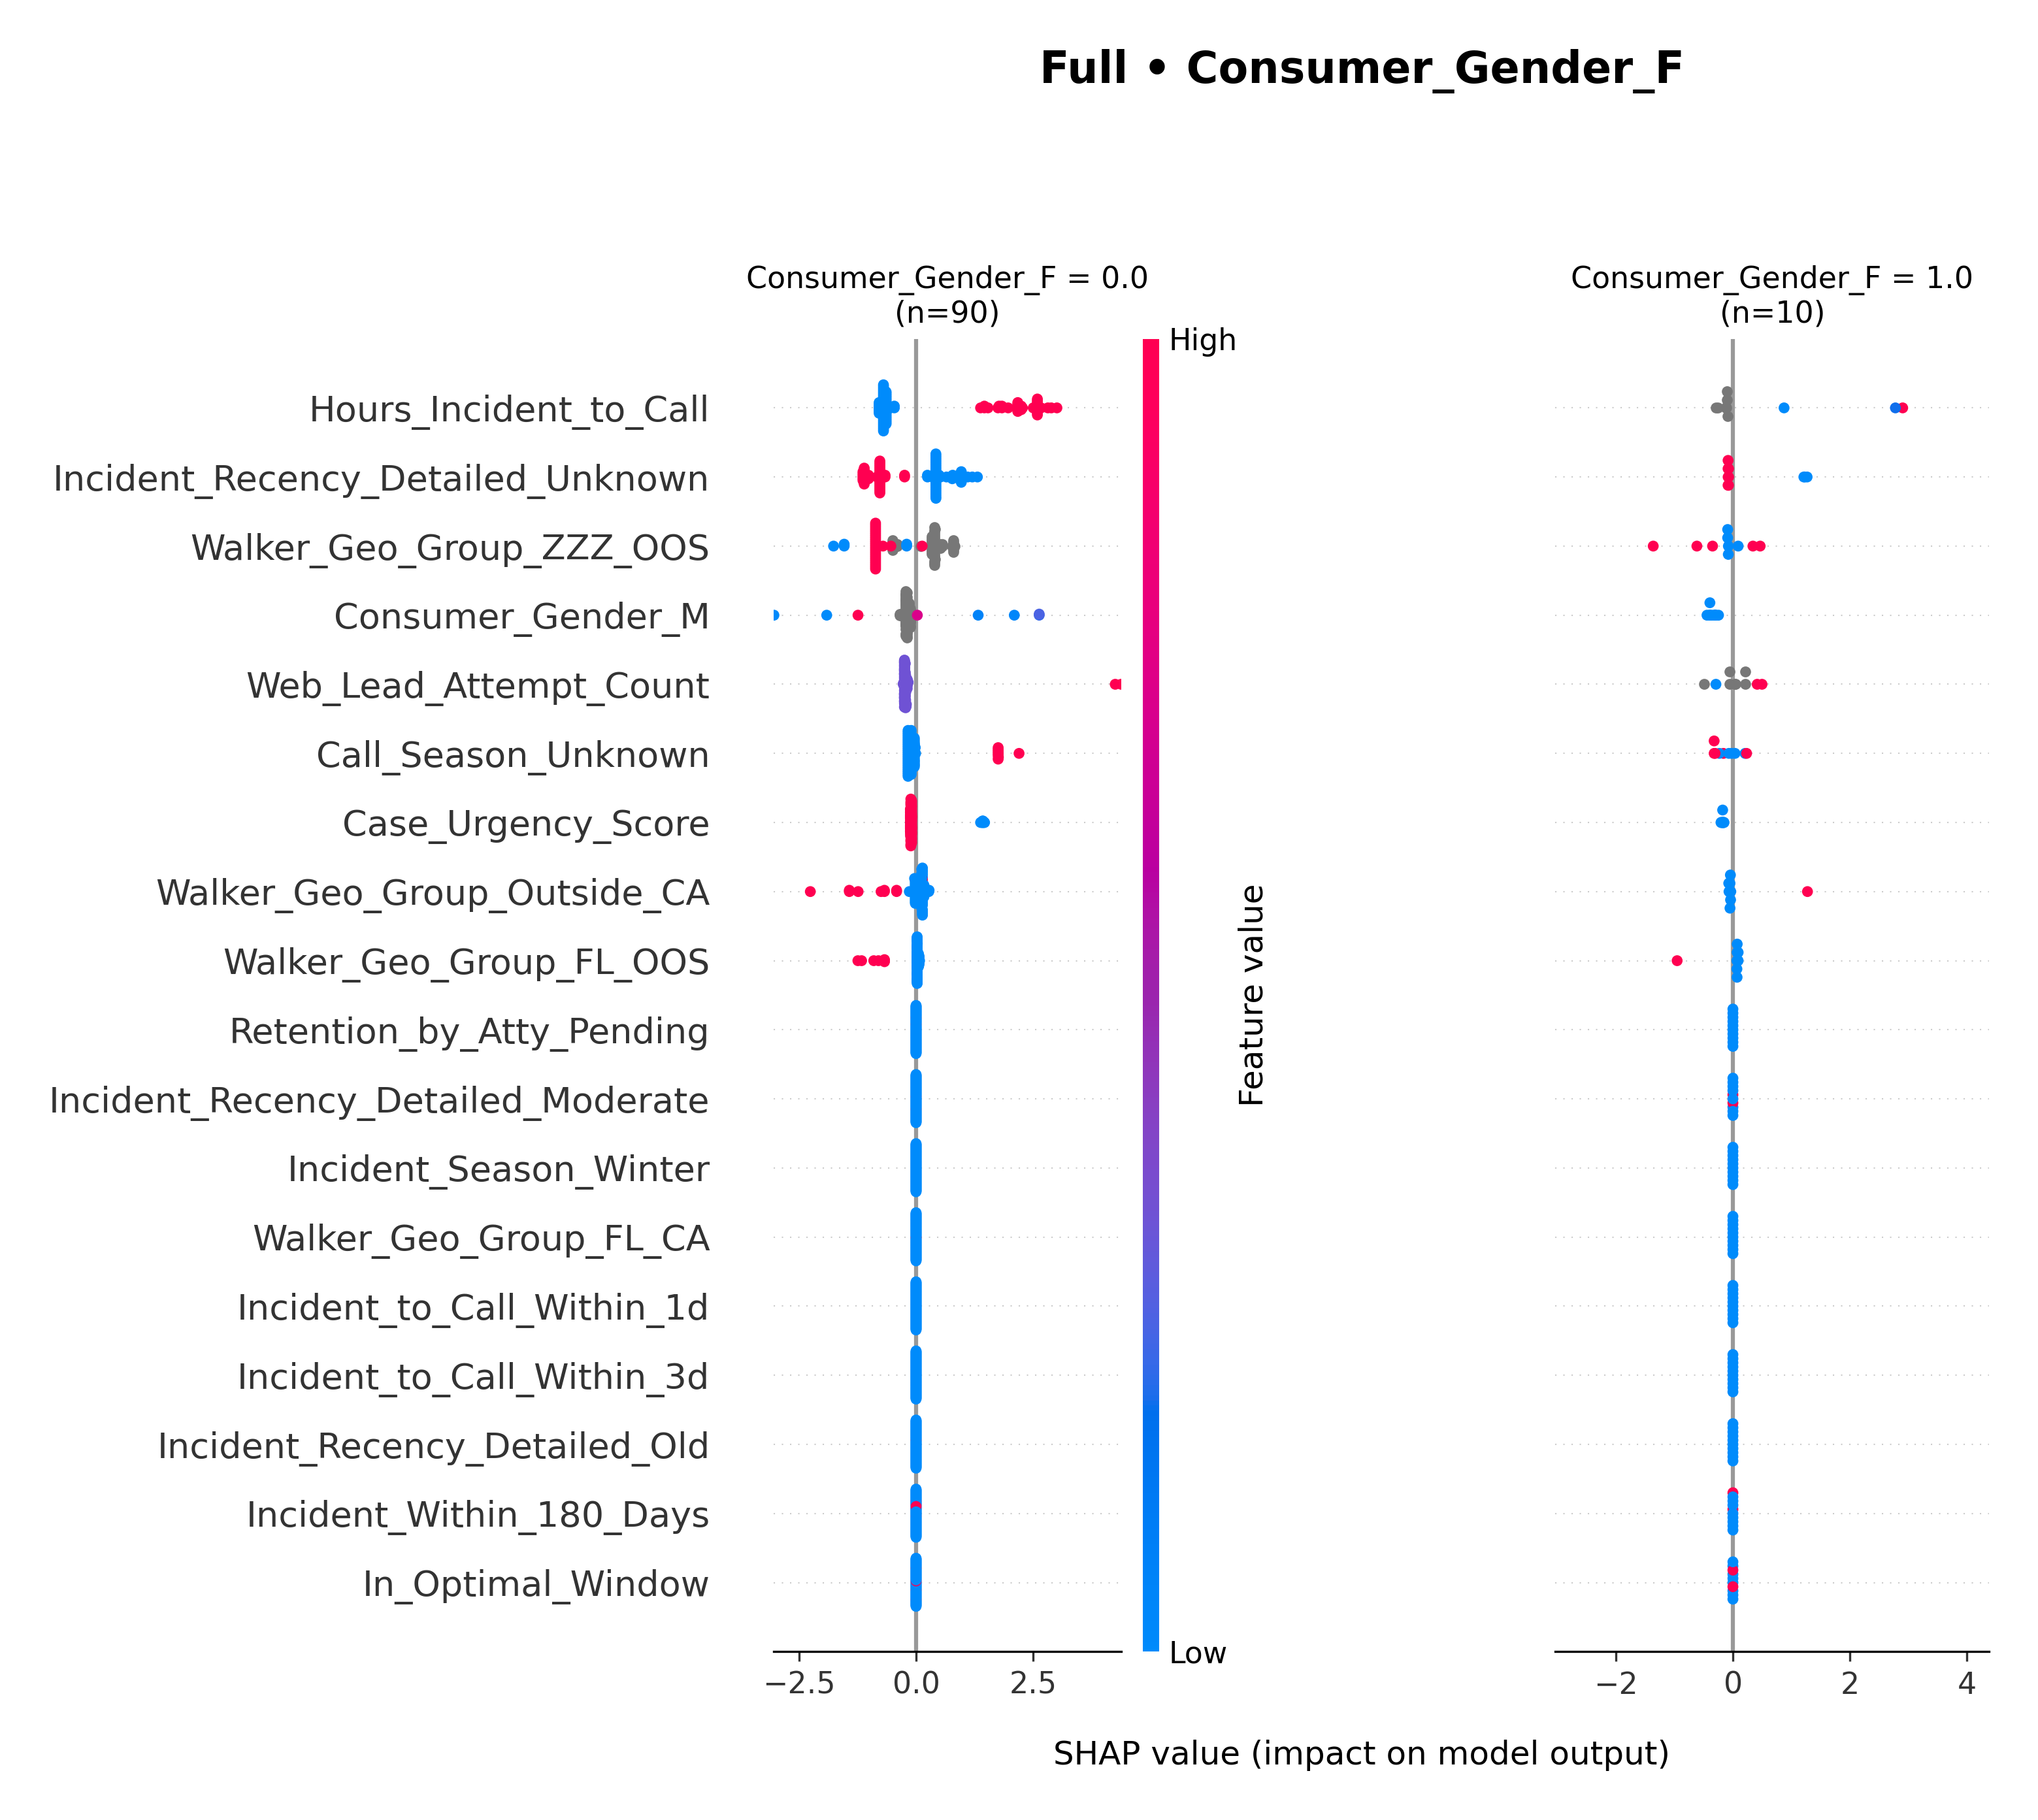 Full • Consumer_Gender_F
Consumer_Gender_F = 0.0
(n=90)
Consumer_Gender_F = 1.0
(n=10)
High
Hours_Incident_to_Call
Incident_Recency_Detailed_Unknown
Walker_Geo_Group_ZZZ_OOS
Consumer_Gender_M
Web_Lead_Attempt_Count
Call_Season_Unknown
Case_Urgency_Score
Walker_Geo_Group_Outside_CA
Walker_Geo_Group_FL_OOS
Retention_by_Atty_Pending
Incident_Recency_Detailed_Moderate
Incident_Season_Winter
Walker_Geo_Group_FL_CA
Incident_to_Call_Within_1d
Incident_to_Call_Within_3d
Incident_Recency_Detailed_Old
Incident_Within_180_Days
In_Optimal_Window
Feature value
Low
−2.5 0.0 2.5
−2 0 2 4
SHAP value (impact on model output)